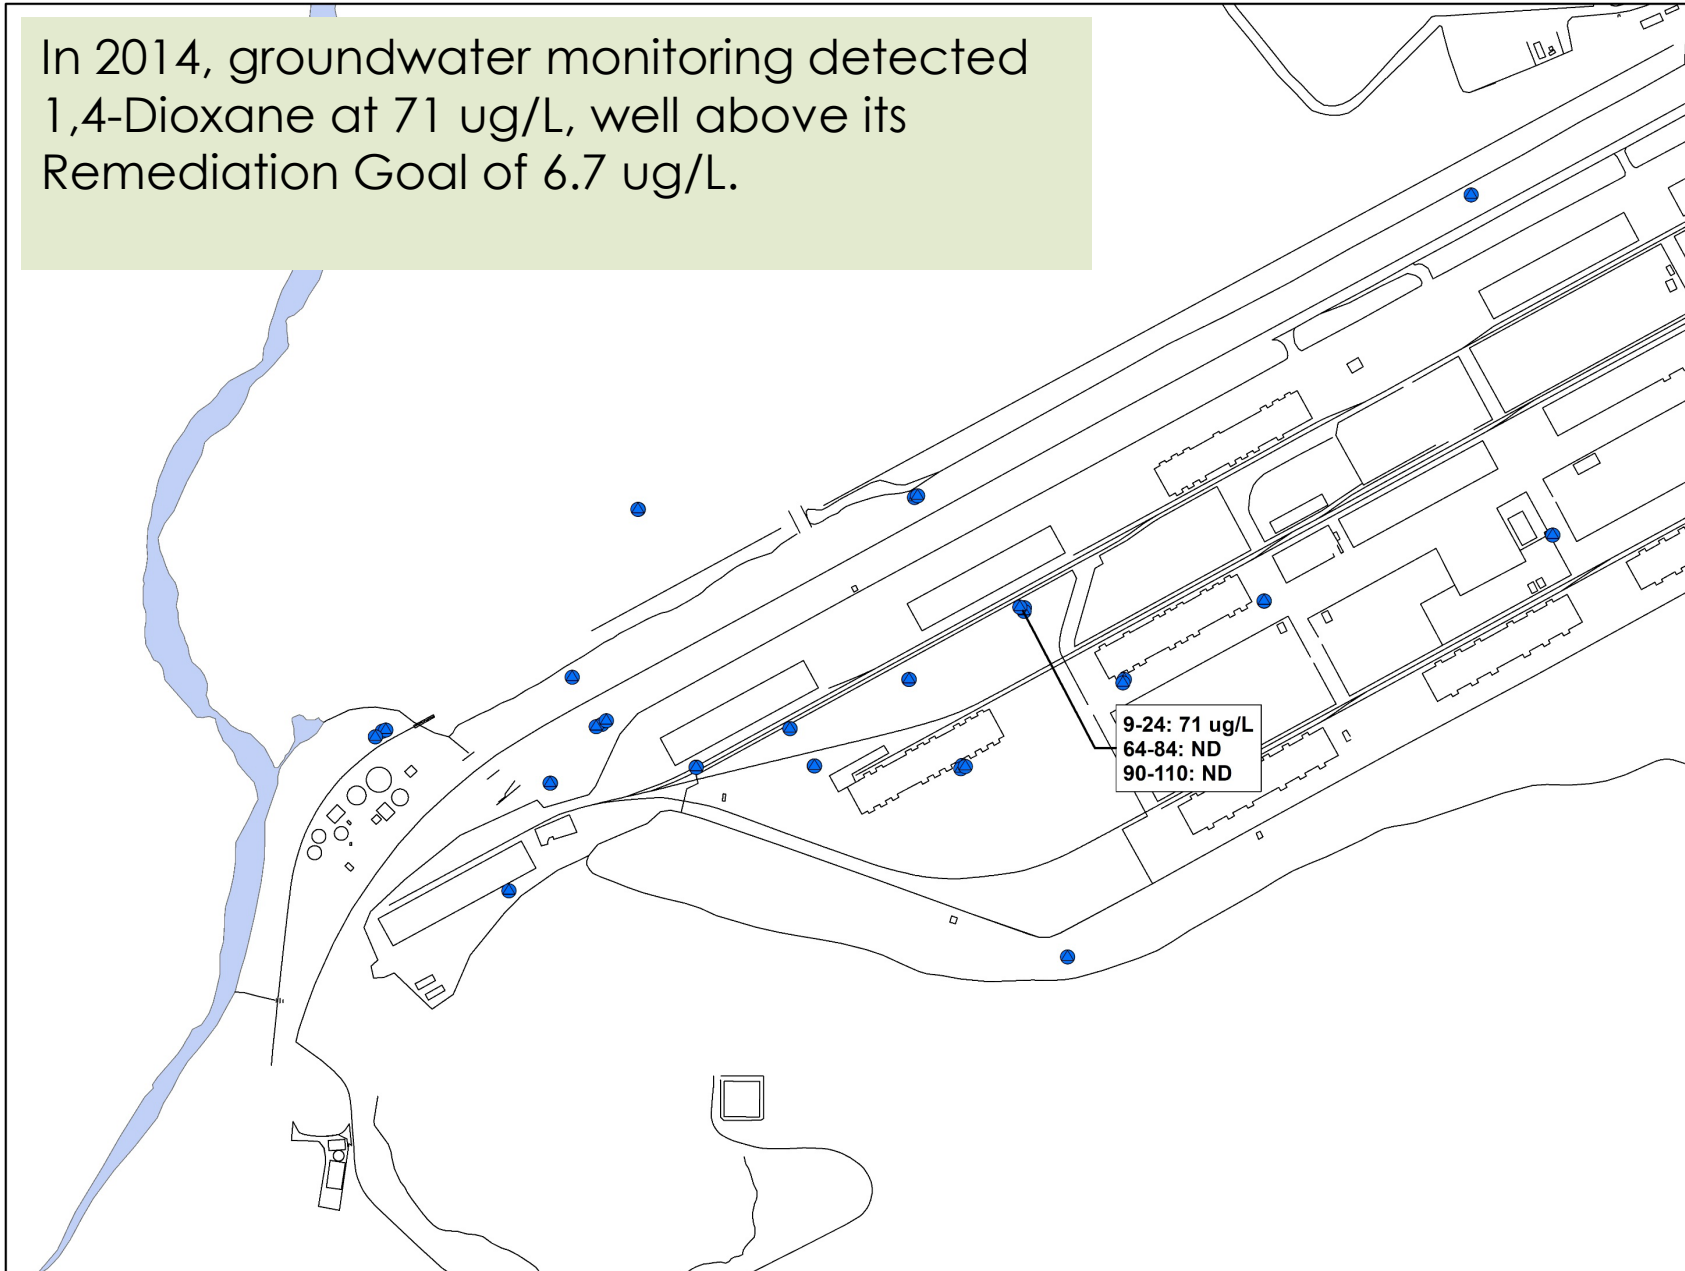 In 2014, groundwater monitoring detected
1,4-Dioxane at 71 ug/L, well above its
Remediation Goal of 6.7 ug/L.
9-24: 71 ug/L
64-84: ND
90-110: ND